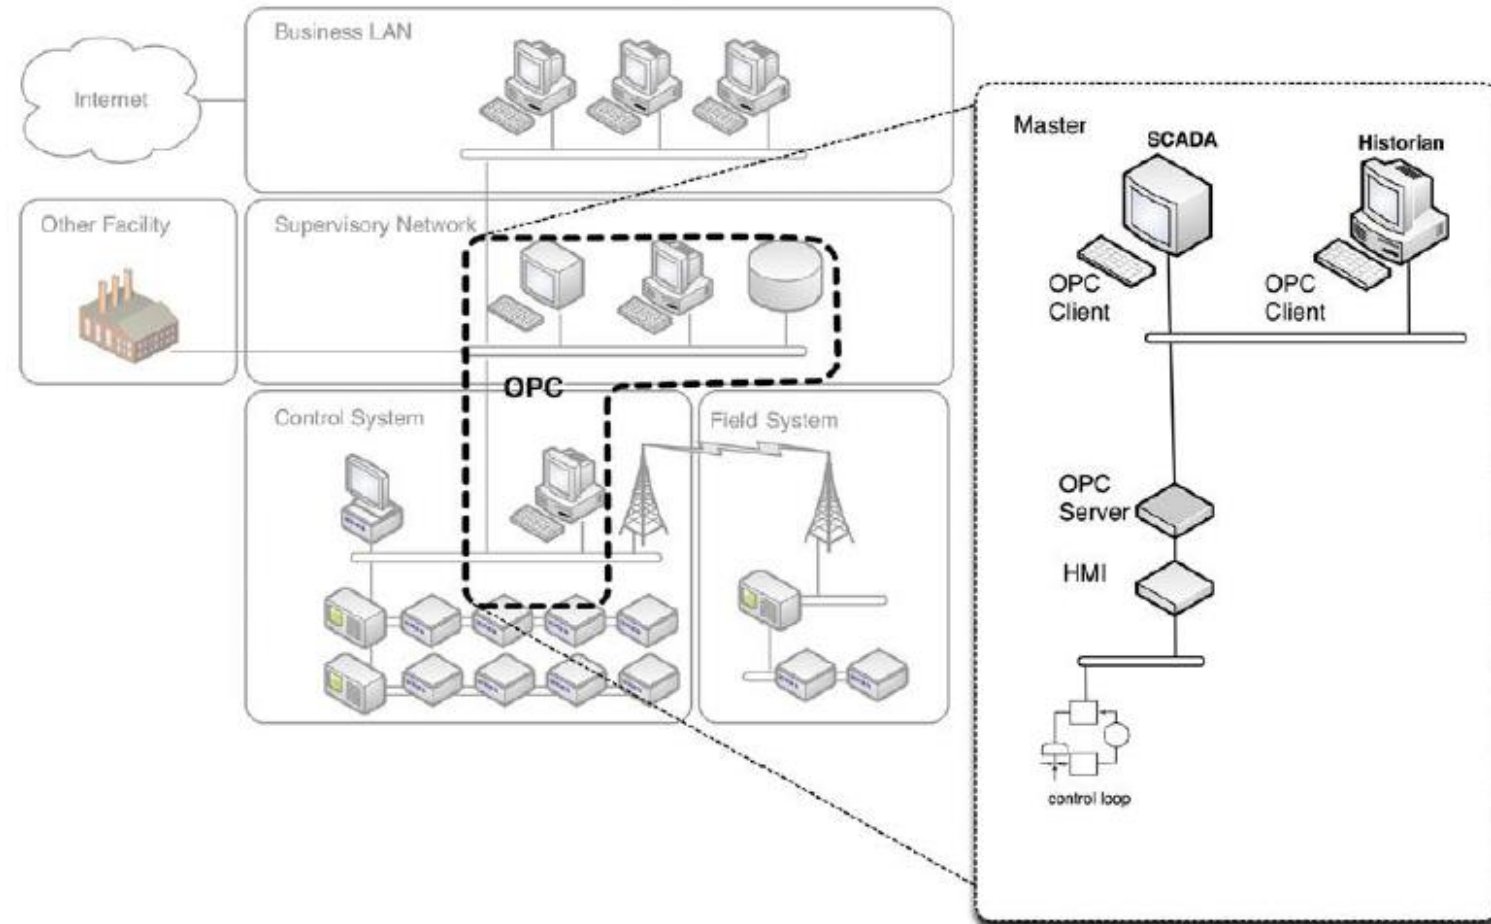 Business LAN
Internet
Other Facility
Supervisory Network
OPC
Control System
Field System
Master
SCADA
Historian
OPC
Client
OPC
Client
OPC
Server
HMI
control loop